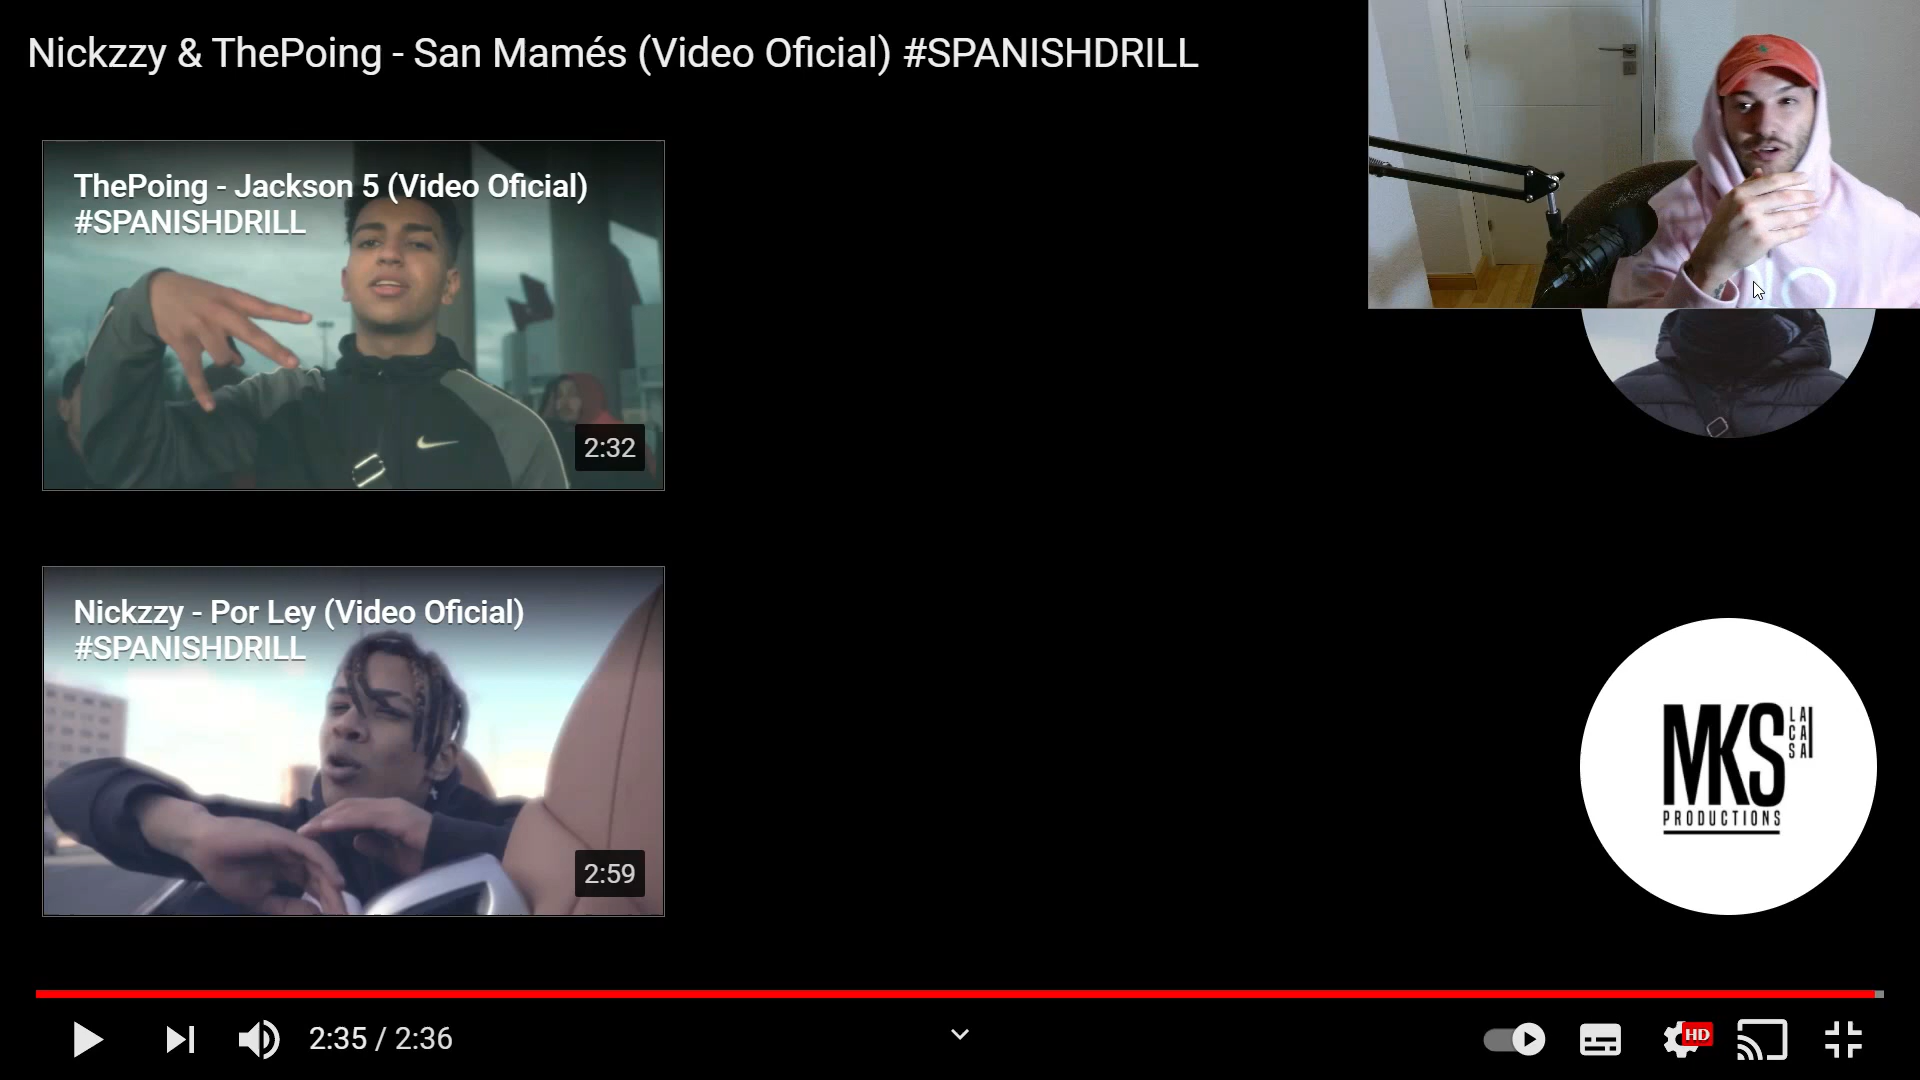 Nickzzy & ThePoing - San Mamés (Video Oficial) #SPANISHDRILL
ThePoing - Jackson 5 (Video Oficial)
#SPANISHDRILL
2:32
Nickzzy - Por Ley (Video Oficial)
#SPANISHDRILL
2:59
MKS
LA
CA
SA
PRODUCTIONS
2:35 / 2:36
HD